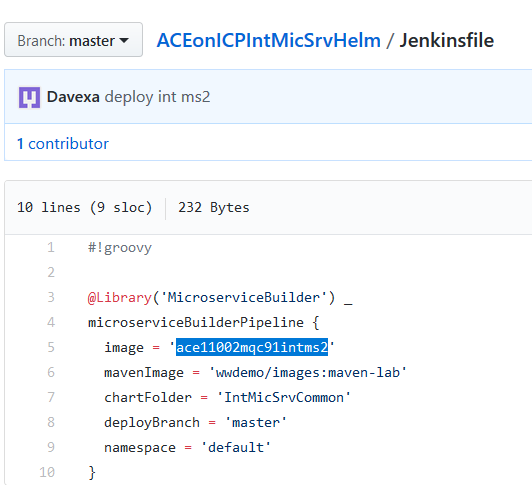 Branch: master ACEonICPIntMicSrvHelm / Jenkinsfile
Davexa deploy int ms2
1 contributor
10 lines (9 sloc) 232 Bytes
1 #!groovy
2
3 @Library('MicroserviceBuilder') _
4 microserviceBuilderPipeline {
5 image = 'ace11002mqc91intms2'
6 mavenImage = 'wwdemo/images:maven-lab'
7 chartFolder = 'IntMicSrvCommon'
8 deployBranch = 'master'
9 namespace = 'default'
10 }